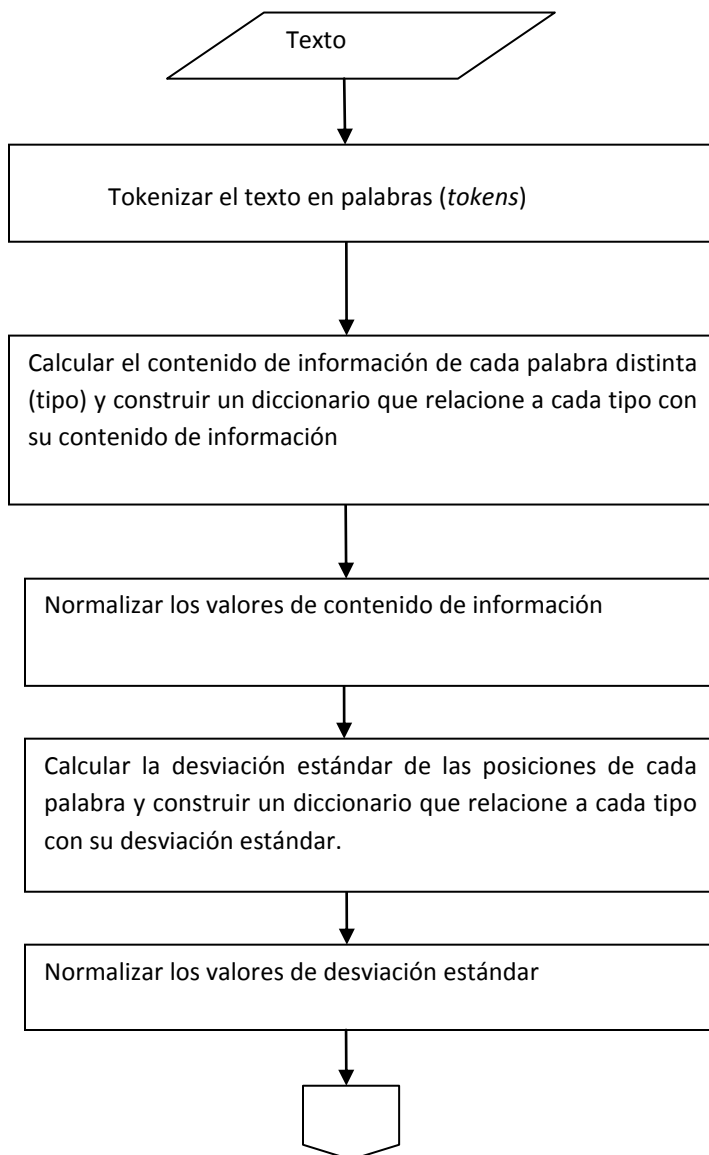 Texto
Tokenizar el texto en palabras (tokens)
Calcular el contenido de información de cada palabra distinta
(tipo) y construir un diccionario que relacione a cada tipo con
su contenido de información
Normalizar los valores de contenido de información
Calcular la desviación estándar de las posiciones de cada
palabra y construir un diccionario que relacione a cada tipo
con su desviación estándar.
Normalizar los valores de desviación estándar